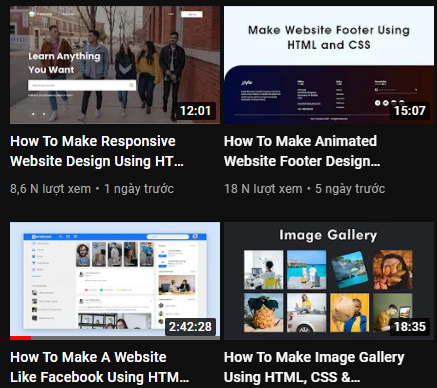 Learn Anything
You Want
12:01
Make Website Footer Using
HTML and CSS
15:07
How To Make Responsive
Website Design Using HT...
8,6 N lượt xem • 1 ngày trước
How To Make Animated
Website Footer Design...
18 N lượt xem • 5 ngày trước
2:42:28
Image Gallery
18:35
How To Make A Website
Like Facebook Using HTM...
How To Make Image Gallery
Using HTML, CSS &...